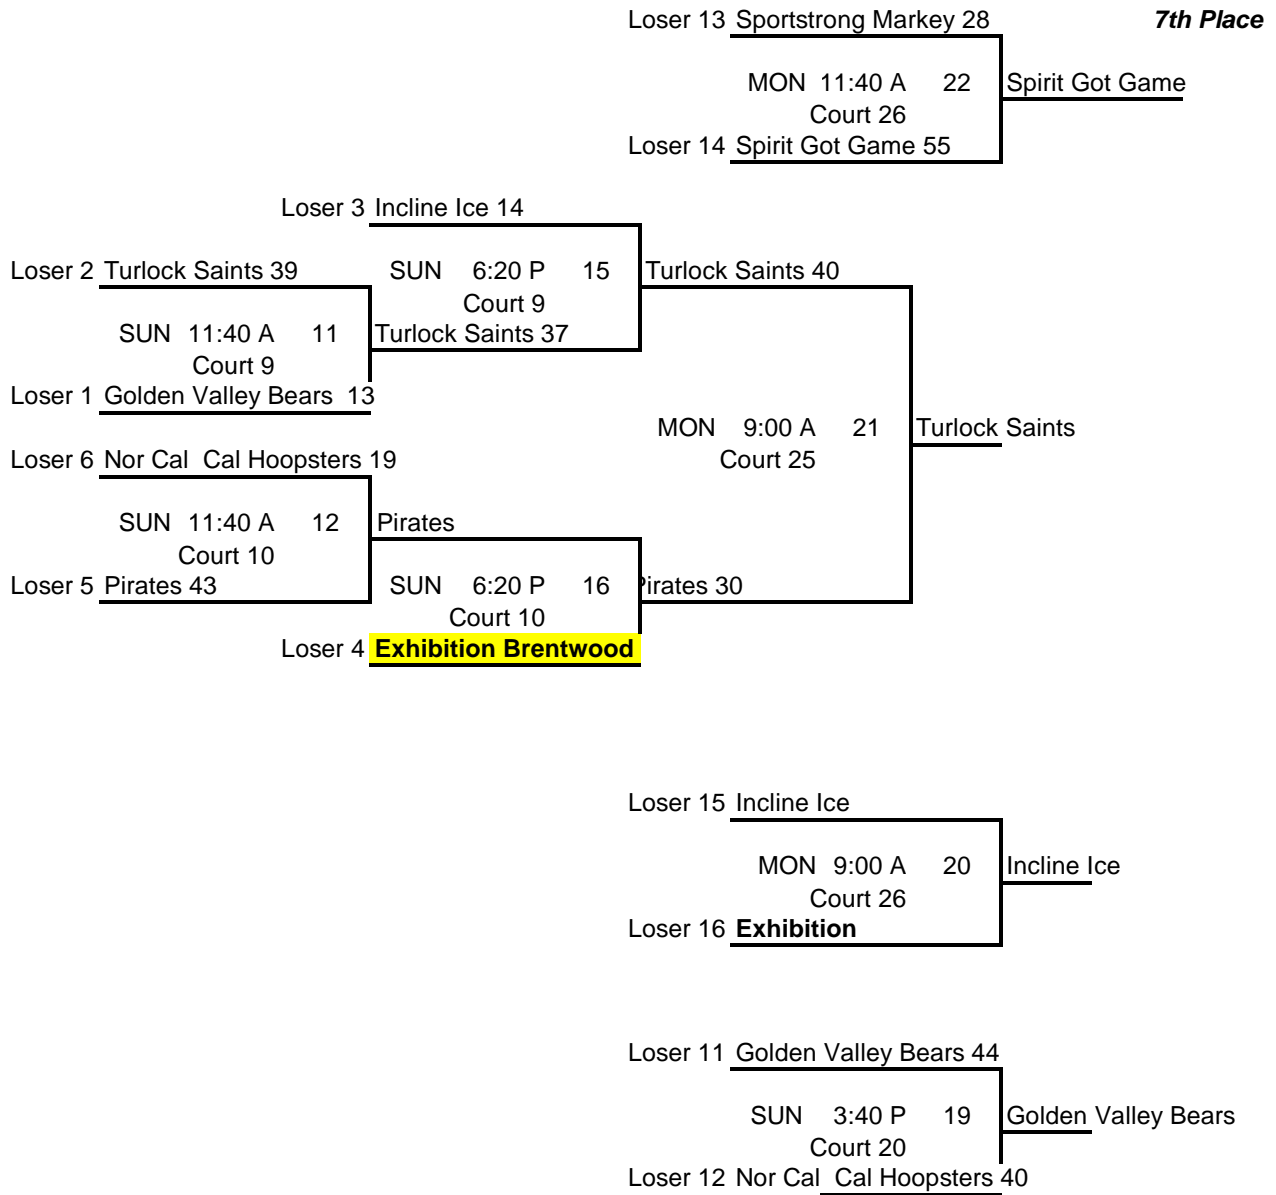 Loser 13 Sportstrong Markey 28 7th Place
MON 11:40 A 22 Spirit Got Game
Court 26
Loser 14 Spirit Got Game 55
Loser 3 Incline Ice 14
Loser 2 Turlock Saints 39 SUN 6:20 P 15 Turlock Saints 40
Court 9
SUN 11:40 A 11 Turlock Saints 37
Court 9
Loser 1 Golden Valley Bears 13
MON 9:00 A 21 Turlock Saints
Loser 6 Nor Cal Cal Hoopsters 19 Court 25
SUN 11:40 A 12 Pirates
Court 10
Loser 5 Pirates 43 SUN 6:20 P 16 Pirates 30
Court 10
Loser 4 Exhibition Brentwood
Loser 15 Incline Ice
MON 9:00 A 20 Incline Ice
Court 26
Loser 16 Exhibition
Loser 11 Golden Valley Bears 44
SUN 3:40 P 19 Golden Valley Bears
Court 20
Loser 12 Nor Cal Cal Hoopsters 40